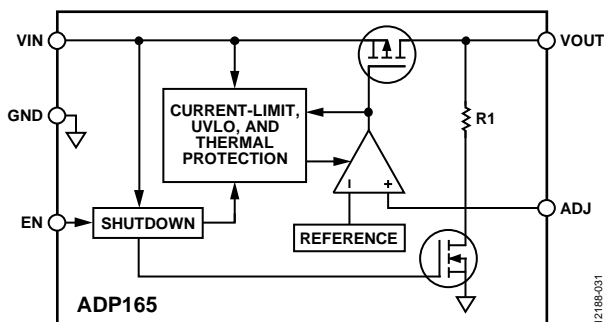 VIN
VOUT
GND
CURRENT-LIMIT,
UVLO, AND
THERMAL
PROTECTION
R1
–
+
ADJ
EN
SHUTDOWN
REFERENCE
ADP165
12188-031